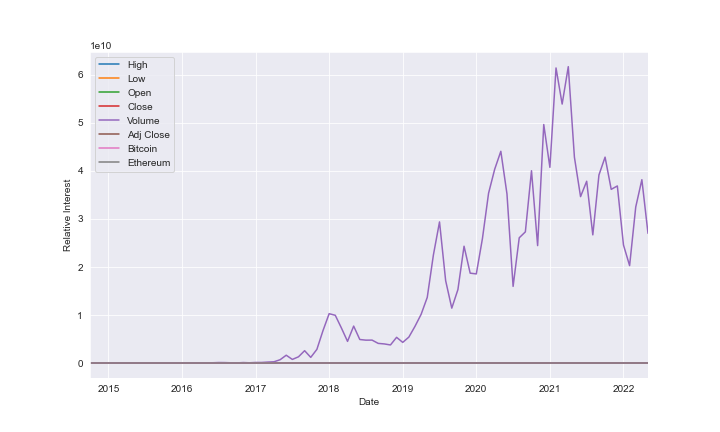 1e10
High
Low
Open
Close
Volume
Adj Close
Bitcoin
Ethereum
6
5
4
3
2
1
0
Relative Interest
2015 2016 2017 2018 2019 2020 2021 2022
Date